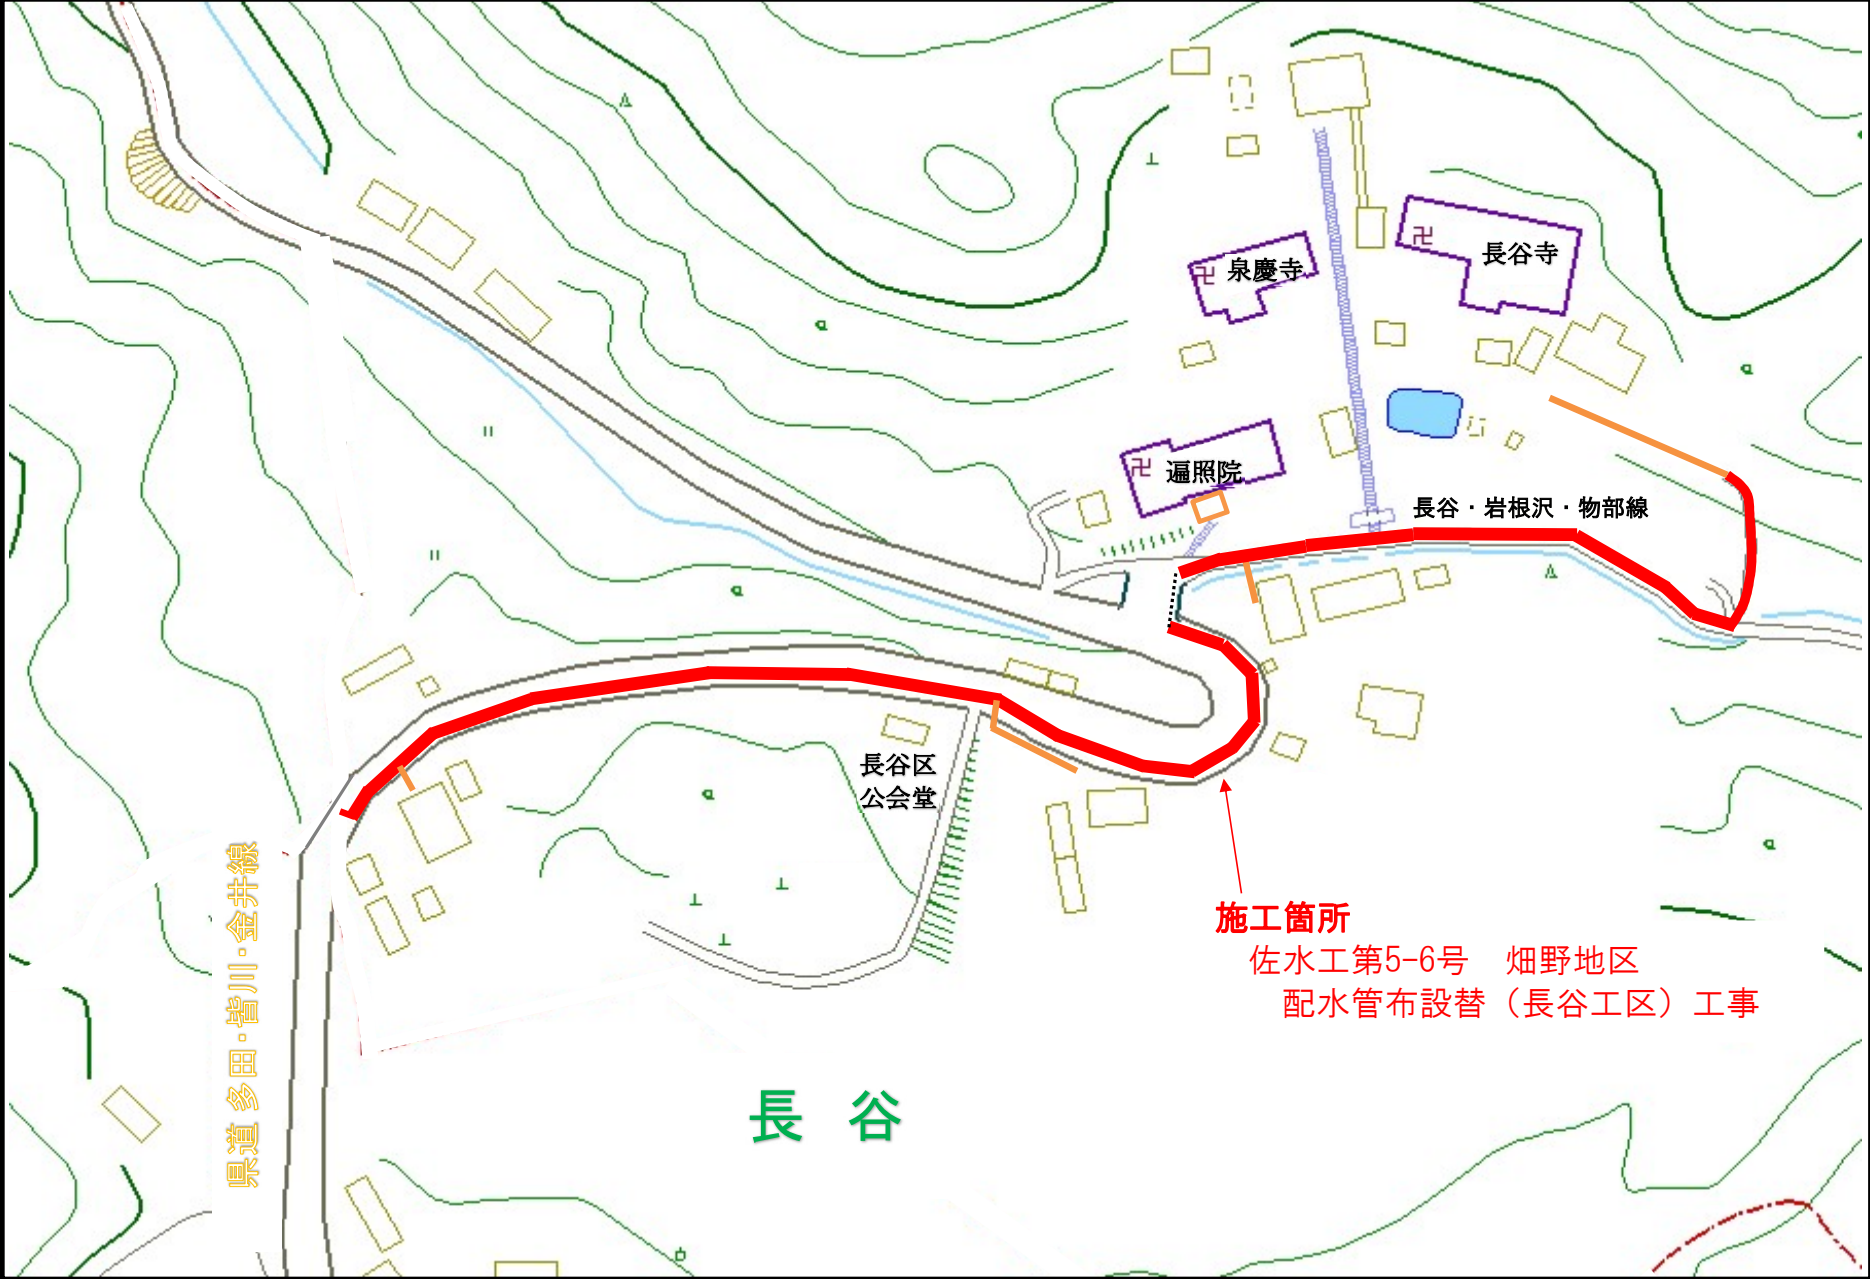 泉慶寺
長谷寺
遍照院
長谷・岩根沢・物部線
長谷区
公会堂
県道 多田・皆川・金井線
施工箇所
佐水工第5-6号　畑野地区
配水管布設替（長谷工区）工事
長　谷